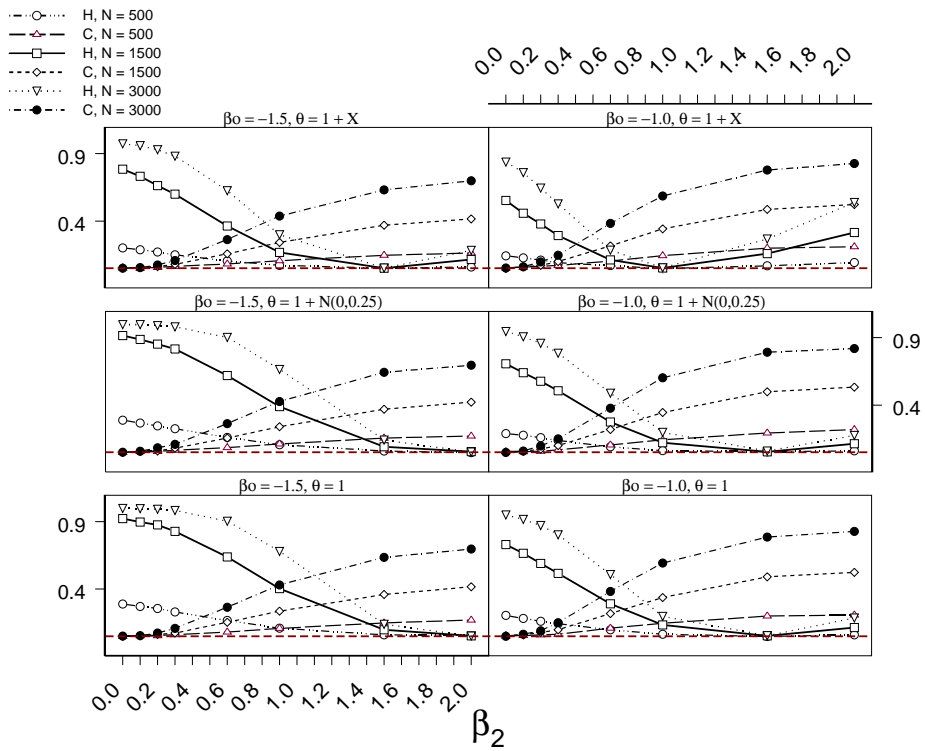 H, N = 500
C, N = 500
H, N = 1500
C, N = 1500
H, N = 3000
C, N = 3000
0.0 0.2 0.4 0.6 0.8 1.0 1.2 1.4 1.6 1.8 2.0
βo = −1.5, θ = 1 + X
βo = −1.0, θ = 1 + X
0.9
0.4
βo = −1.5, θ = 1 + N(0,0.25)
βo = −1.0, θ = 1 + N(0,0.25)
0.9
0.4
βo = −1.5, θ = 1
βo = −1.0, θ = 1
0.9
0.4
0.0 0.2 0.4 0.6 0.8 1.0 1.2 1.4 1.6 1.8 2.0
β2